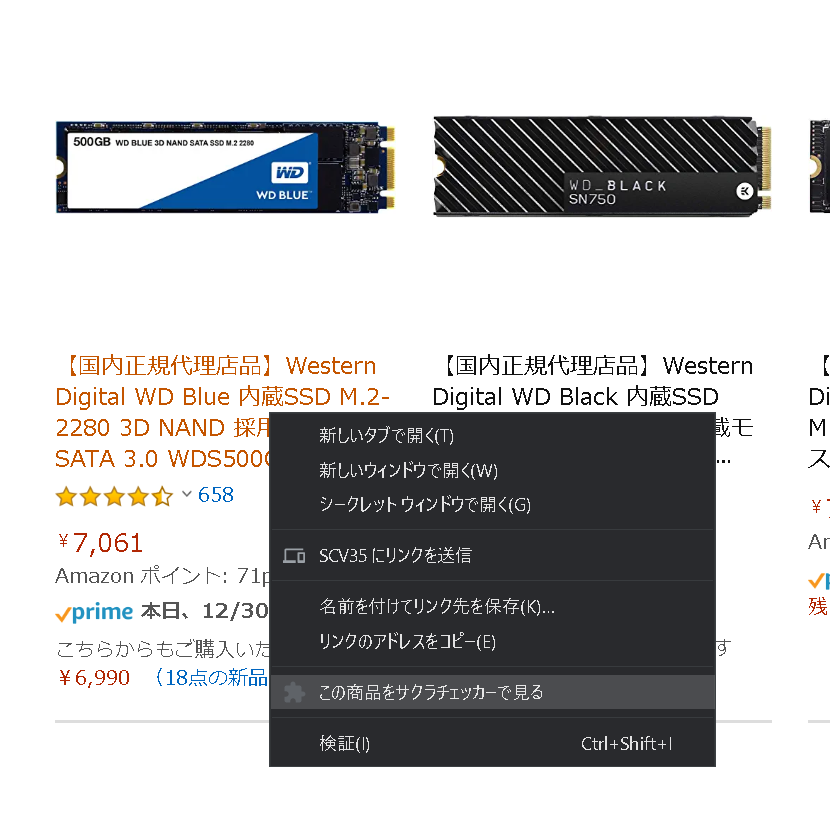 500GB WD BLUE 3D NAND SATA SSD M.2 2280
WD
WD BLUE
WD_BLACK
SN750
【国内正規代理店品】Western
Digital WD Blue 内蔵SSD M.2-
2280 3D NAND 採用
SATA 3.0 WDS500
658
¥7,061
Amazon ポイント: 71p
prime 本日、12/30
こちらからもご購入いた
¥6,990 （18点の新品
【国内正規代理店品】Western
Digital WD Black 内蔵SSD
載モ
...
す
【
Di
M
ス
¥7
Am
残
新しいタブで開く(T)
新しいウィンドウで開く(W)
シークレット ウィンドウで開く(G)
SCV35 にリンクを送信
名前を付けてリンク先を保存(K)...
リンクのアドレスをコピー(E)
この商品をサクラチェッカーで見る
検証(I) Ctrl+Shift+I